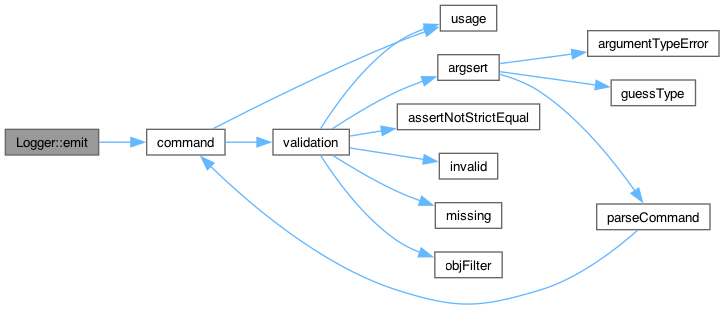 usage
argumentTypeError
argsert
guessType
assertNotStrictEqual
Logger::emit
command
validation
invalid
missing
parseCommand
objFilter